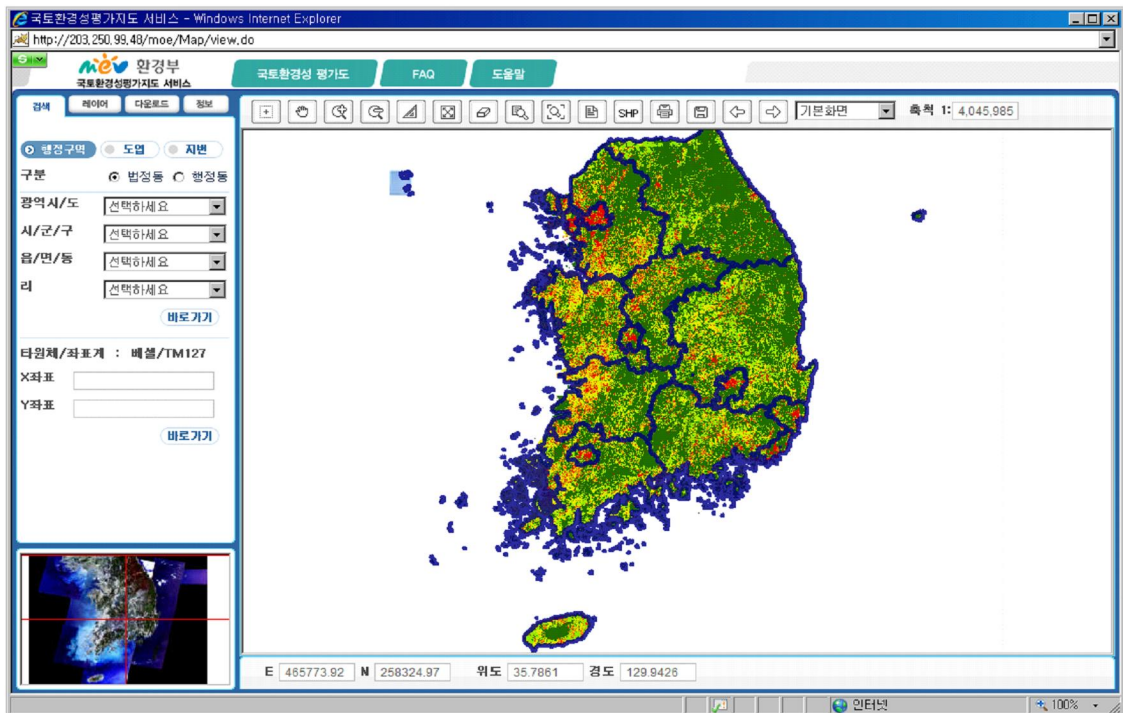 국토환경성평가지도 서비스 - Windows Internet Explorer
http://203.250.99.48/moe/Map/view.do
mev 환경부
국토환경성평가지도 서비스
국토환경성 평가도 FAQ 도움말
검색 레이어 다운로드 정보
SHP 기본화면 축척 1: 4,045,985
행정구역 도엽 지번
구분 법정동 행정동
광역시/도 선택하세요
시/군/구 선택하세요
읍/면/동 선택하세요
리 선택하세요
바로가기
타원체/좌표계 : 베셀/TM127
X좌표
Y좌표
바로가기
E 465773.92 N 258324.97 위도 35.7861 경도 129.9426
인터넷 100%